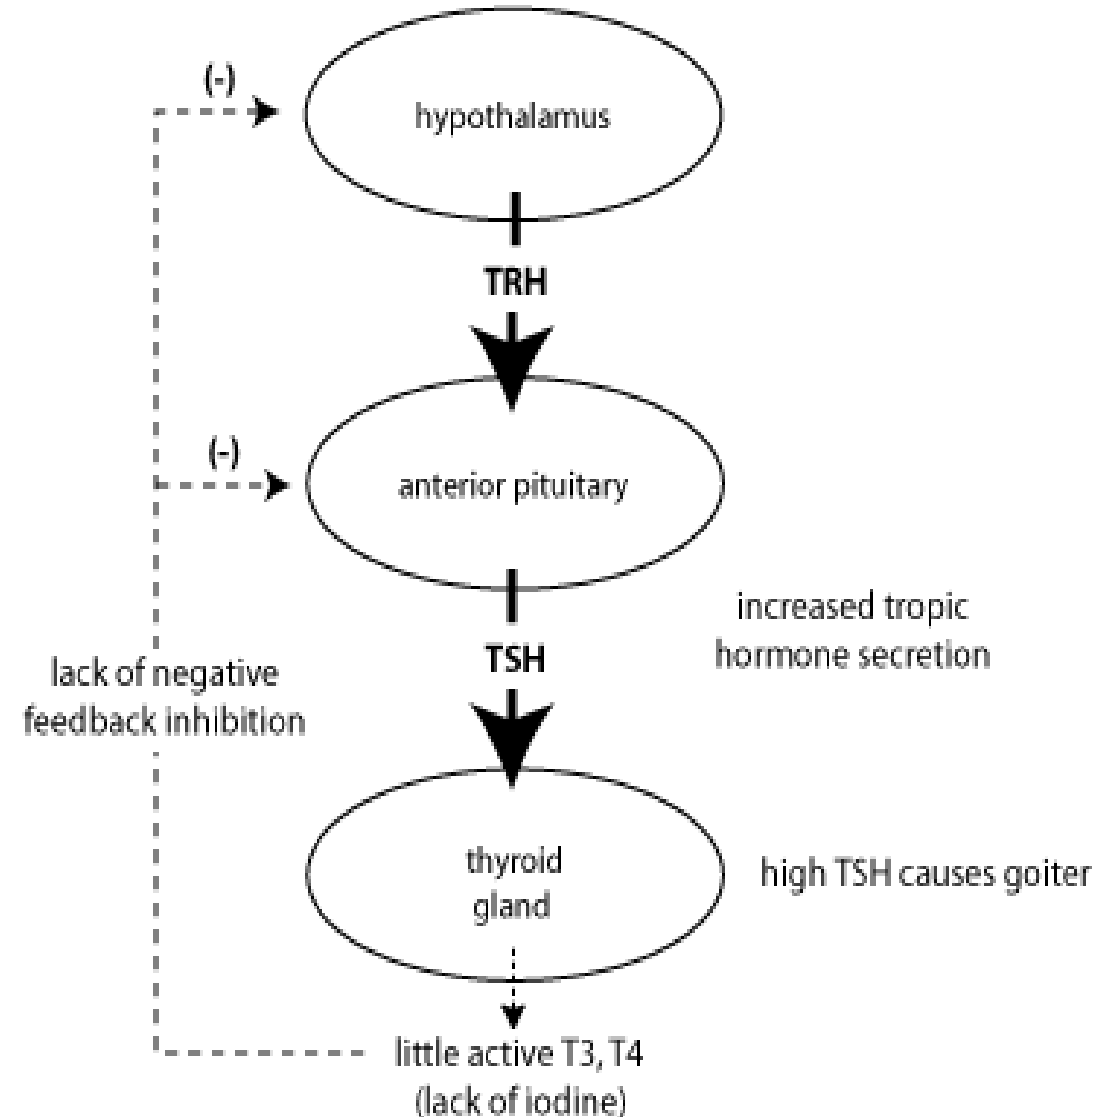 (-)
hypothalamus
TRH
(-)
anterior pituitary
increased tropic
hormone secretion
TSH
lack of negative
feedback inhibition
thyroid
gland
high TSH causes goiter
little active T3, T4
(lack of iodine)